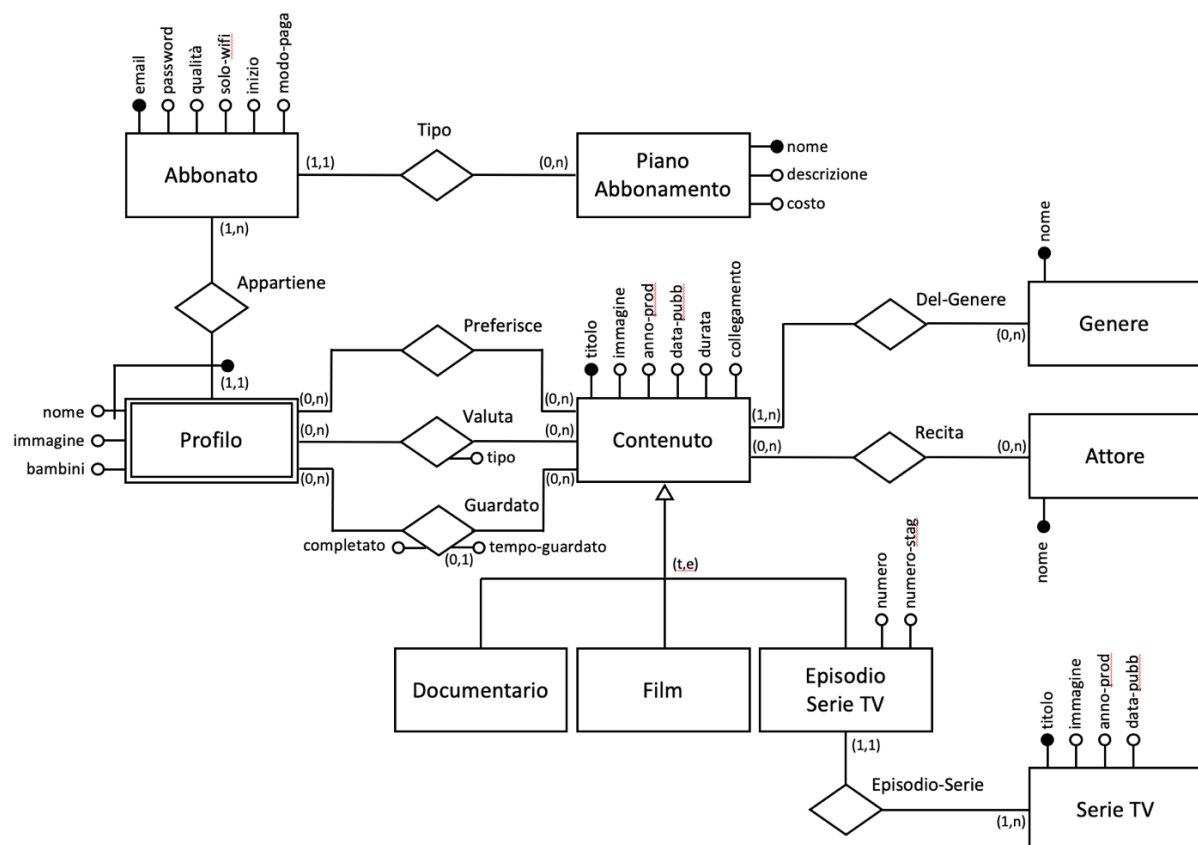 email
password
qualità
solo-wifi
inizio
modo-paga
Abbonato
(1,1)
Tipo
(0,n)
Piano
Abbonamento
nome
descrizione
costo
(1,n)
Appartiene
(1,1)
nome
immagine
bambini
Profilo
Preferisce
(0,n)
(0,n)
Valuta
(0,n)
(0,n)
tipo
Guardato
(0,n)
(0,n)
completato
(0,1)
tempo-guardato
titolo
immagine
anno-prod
data-pubb
durata
collegamento
Contenuto
(1,n)
Del-Genere
(0,n)
nome
Genere
(0,n)
Recita
(0,n)
Attore
nome
(t,e)
Documentario
Film
numero
numero-stag
Episodio
Serie TV
(1,1)
Episodio-Serie
(1,n)
titolo
immagine
anno-prod
data-pubb
Serie TV